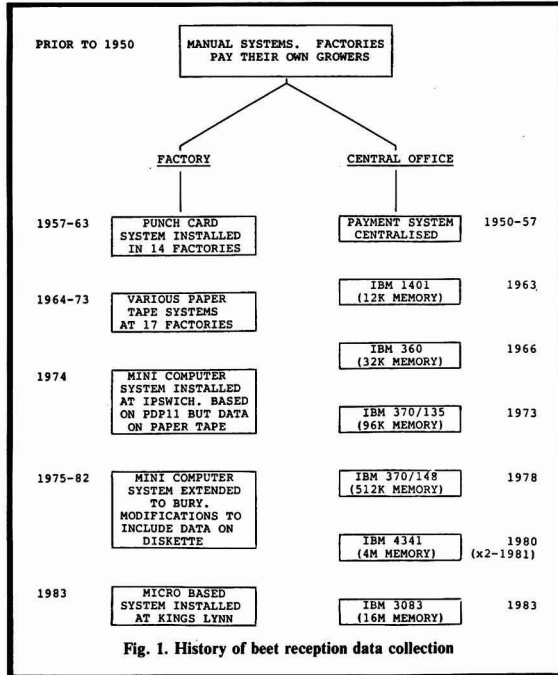 PRIOR TO 1950
MANUAL SYSTEMS. FACTORIES
PAY THEIR OWN GROWERS
FACTORY
CENTRAL OFFICE
1957-63
PUNCH CARD
SYSTEM INSTALLED
IN 14 FACTORIES
PAYMENT SYSTEM
CENTRALISED
1950-57
1964-73
VARIOUS PAPER
TAPE SYSTEMS
AT 17 FACTORIES
IBM 1401
(12K MEMORY)
1963
IBM 360
(32K MEMORY)
1966
1974
MINI COMPUTER
SYSTEM INSTALLED
AT IPSWICH. BASED
ON PDP11 BUT DATA
ON PAPER TAPE
IBM 370/135
(96K MEMORY)
1973
1975-82
MINI COMPUTER
SYSTEM EXTENDED
TO BURY.
MODIFICATIONS TO
INCLUDE DATA ON
DISKETTE
IBM 370/148
(512K MEMORY)
1978
IBM 4341
(4M MEMORY)
1980
(x2-1981)
1983
MICRO BASED
SYSTEM INSTALLED
AT KINGS LYNN
IBM 3083
(16M MEMORY)
1983
Fig. 1. History of beet reception data collection